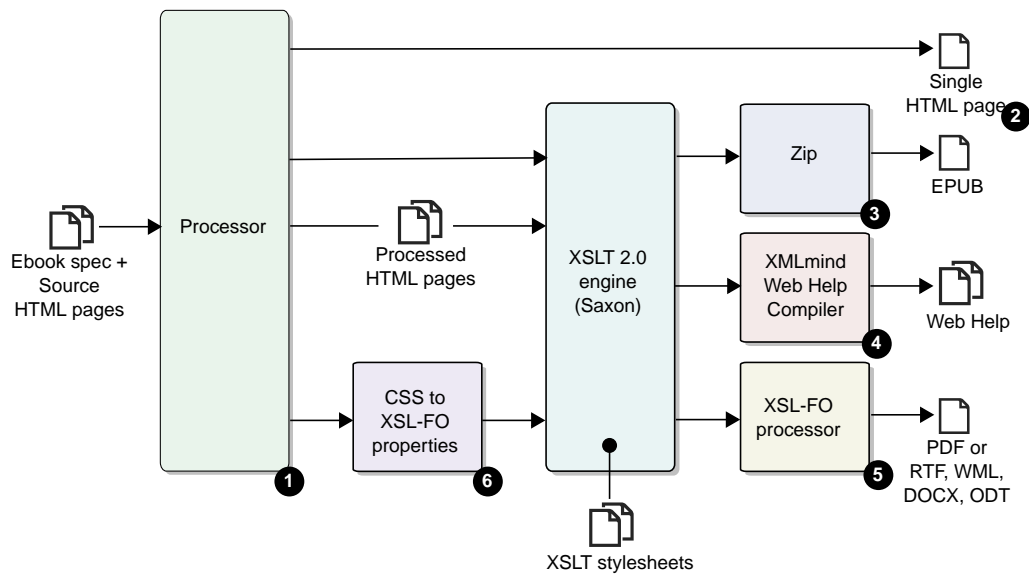 Single
HTML page
2
Zip
3
EPUB
Processor
1
Ebook spec +
Source
HTML pages
Processed
HTML pages
XSLT 2.0
engine
(Saxon)
XMLmind
Web Help
Compiler
4
Web Help
CSS to
XSL-FO
properties
6
XSL-FO
processor
5
PDF or
RTF, WML,
DOCX, ODT
XSLT stylesheets